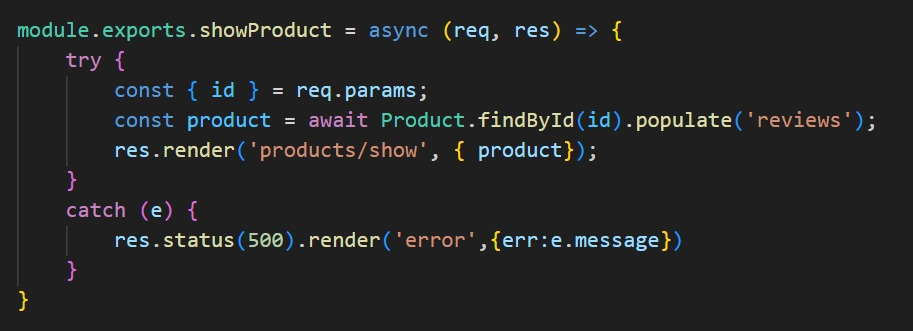 module.exports.showProduct = async (req, res) => {
    try {
        const { id } = req.params;
        const product = await Product.findById(id).populate('reviews');
        res.render('products/show', { product});
    }
    catch (e) {
        res.status(500).render('error',{err:e.message})
    }
}